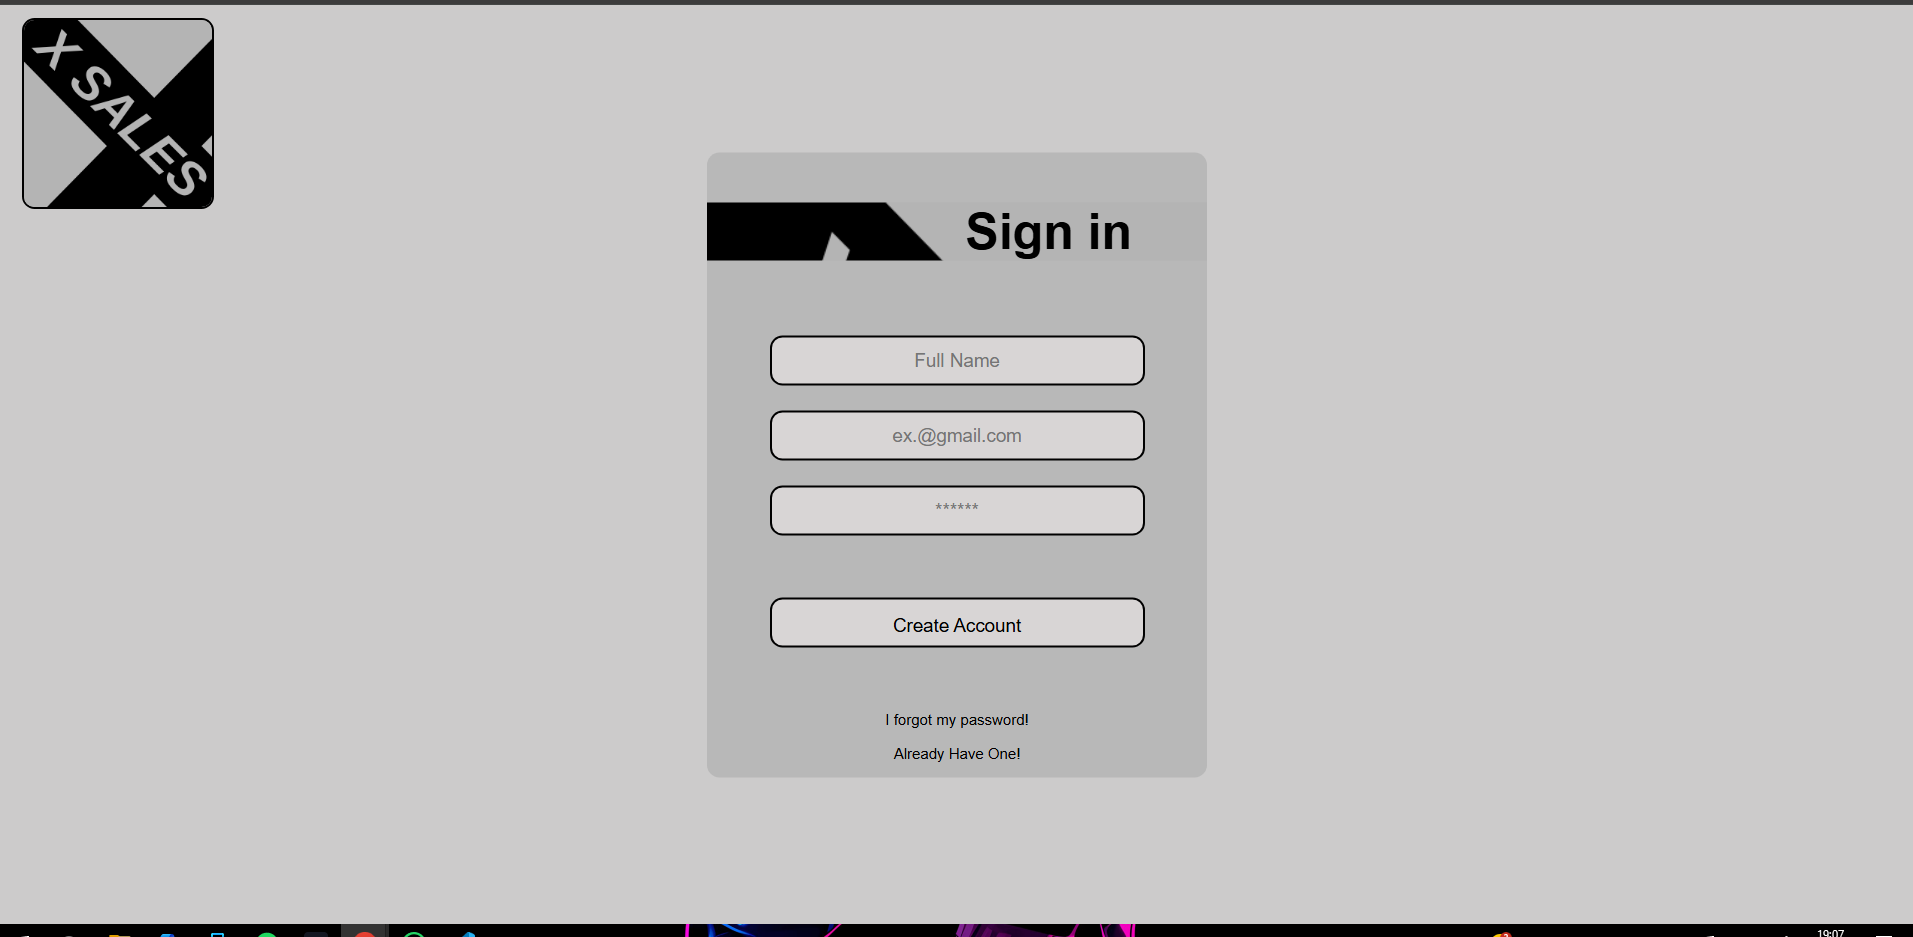 X SALES
Sign in
Full Name
ex.@gmail.com
******
Create Account
I forgot my password!
Already Have One!
19:07